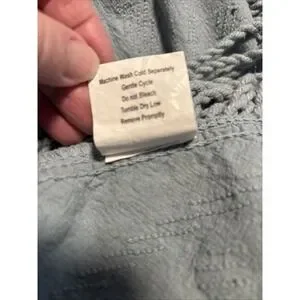 Machine Wash Cold Separately
Gentle Cycle
Do not Bleach
Tumble Dry Low
Remove Promptly